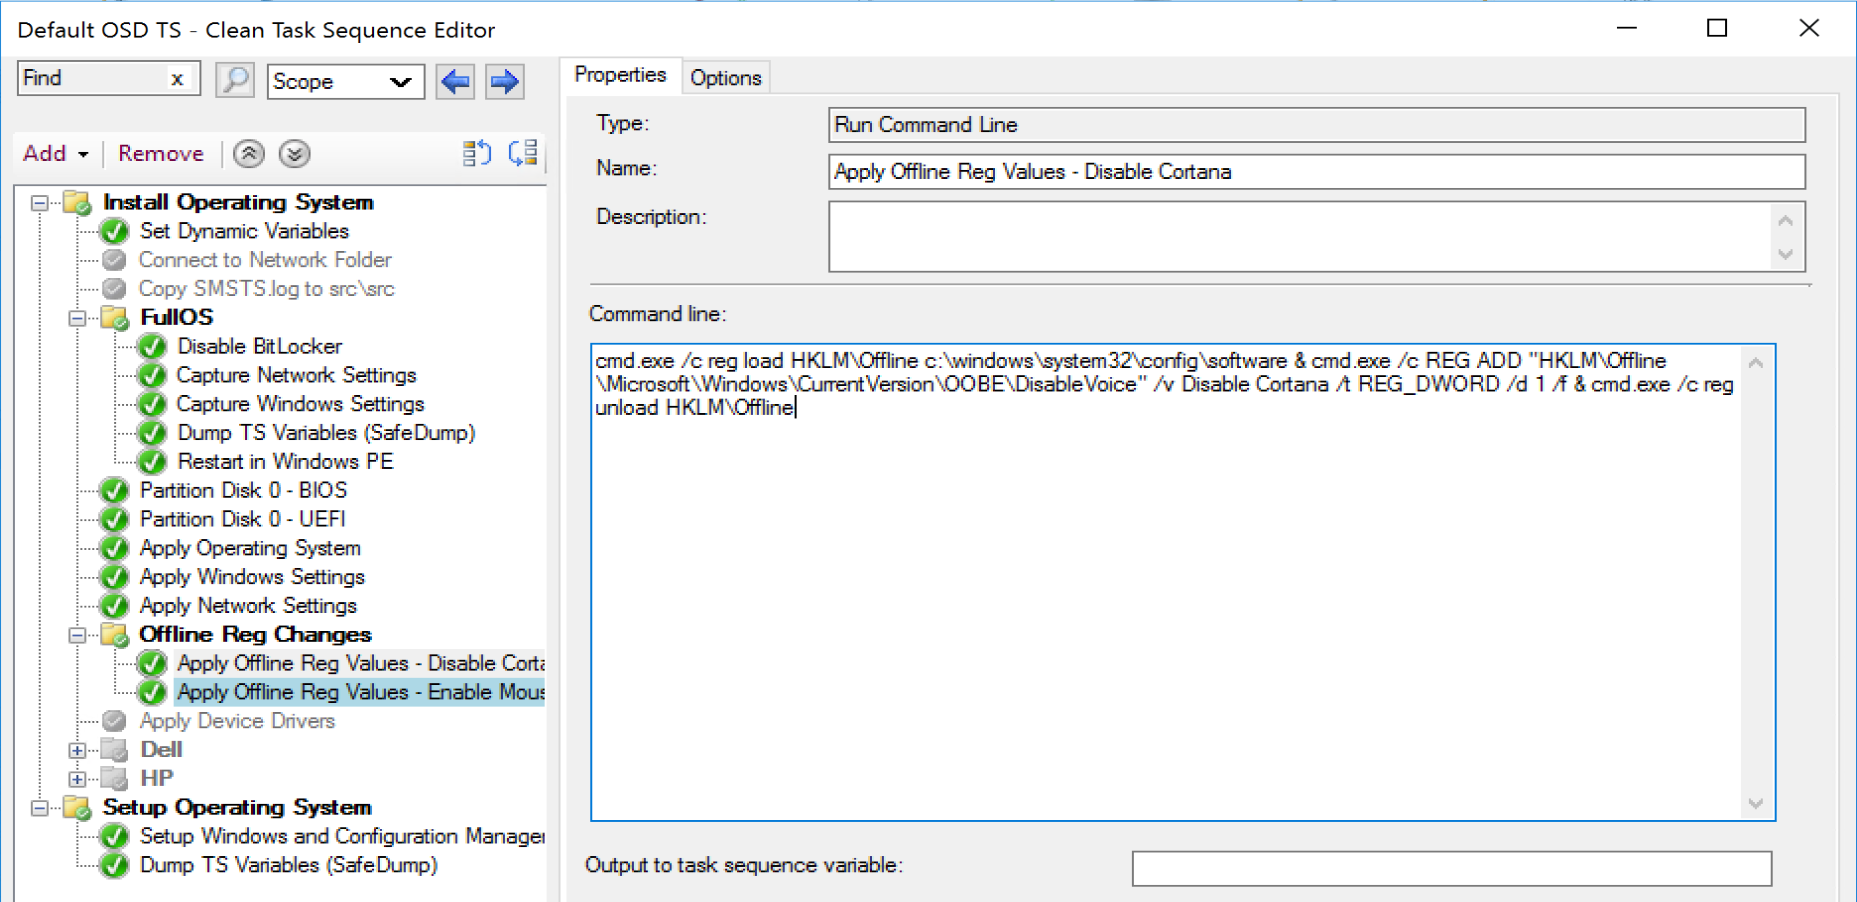 Default OSD TS - Clean Task Sequence Editor
Find x
Scope
Add
Remove
Install Operating System
Set Dynamic Variables
Connect to Network Folder
Copy SMSTS.log to src\src
FullOS
Disable BitLocker
Capture Network Settings
Capture Windows Settings
Dump TS Variables (SafeDump)
Restart in Windows PE
Partition Disk 0 - BIOS
Partition Disk 0 - UEFI
Apply Operating System
Apply Windows Settings
Apply Network Settings
Offline Reg Changes
Apply Offline Reg Values - Disable Corta
Apply Offline Reg Values - Enable Mous
Apply Device Drivers
Dell
HP
Setup Operating System
Setup Windows and Configuration Manager
Dump TS Variables (SafeDump)
Properties
Options
Type:
Run Command Line
Name:
Apply Offline Reg Values - Disable Cortana
Description:
Command line:
cmd.exe /c reg load HKLM\Offline c:\windows\system32\config\software & cmd.exe /c REG ADD "HKLM\Offline
\Microsoft\Windows\CurrentVersion\OOBE\DisableVoice" /v Disable Cortana /t REG_DWORD /d 1 /f & cmd.exe /c reg
unload HKLM\Offline
Output to task sequence variable: